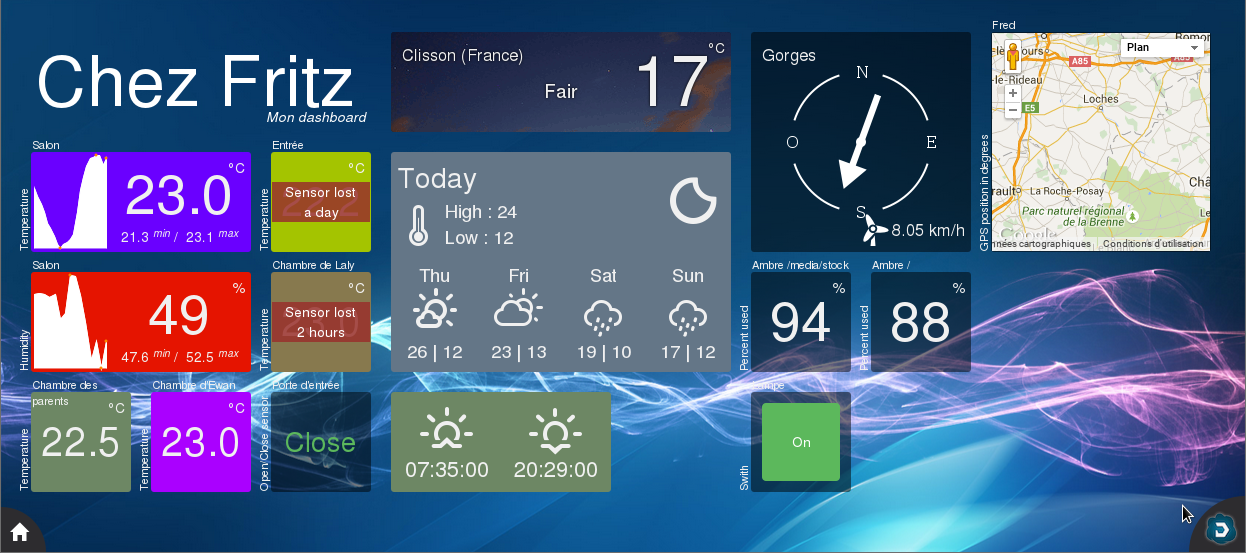 Chez Fritz
Mon dashboard
Salon
Temperature
°C
23.0
21.3 min / 23.1 max
Entrée
Temperature
°C
Sensor lost
a day
Salon
Humidity
%
49
47.6 min / 52.5 max
Chambre de Laly
Temperature
°C
Sensor lost
2 hours
Chambre des
parents
Temperature
°C
22.5
Chambre d'Ewan
Temperature
°C
23.0
Porte d'entrée
Open/Close sensor
Close
Clisson (France)
Fair
17
°C
Today
High : 24
Low : 12
Thu
Fri
Sat
Sun
26 | 12
23 | 13
19 | 10
17 | 12
07:35:00
20:29:00
Gorges
N
O
E
S
8.05 km/h
Ambre /media/stock
Percent used
%
94
Ambre /
Percent used
%
88
Swith
On
Fred
GPS position in degrees
Plan
A85
A85
-le-Rideau
Loches
E5
La Roche-Posay
Parc naturel régional
de la Brenne
Google
nées cartographiques
Conditions d'utilisation